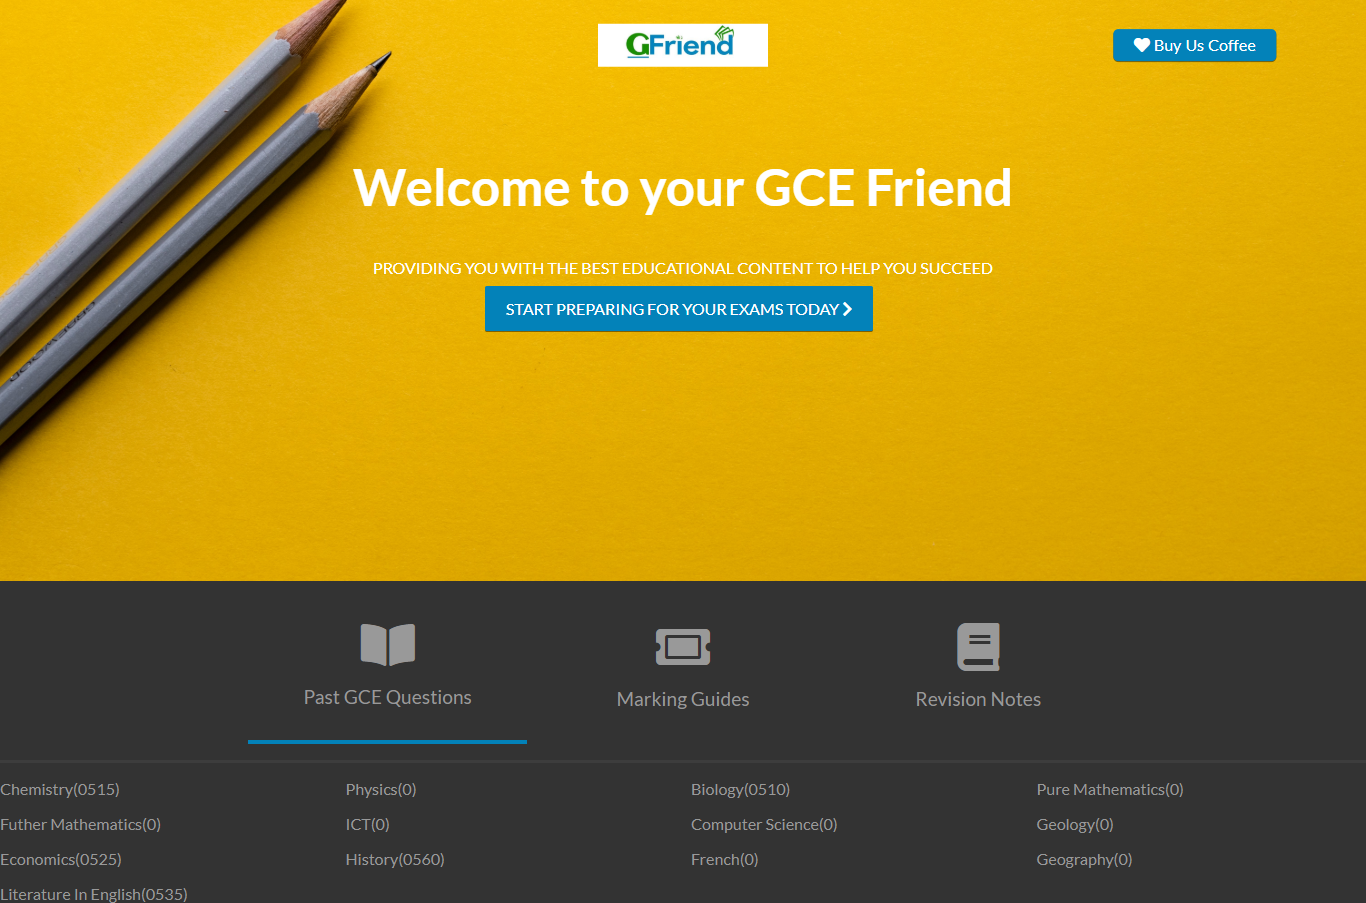 GFriend
Buy Us Coffee
Welcome to your GCE Friend
PROVIDING YOU WITH THE BEST EDUCATIONAL CONTENT TO HELP YOU SUCCEED
START PREPARING FOR YOUR EXAMS TODAY
Past GCE Questions
Marking Guides
Revision Notes
Chemistry(0515)
Physics(0)
Biology(0510)
Pure Mathematics(0)
Futher Mathematics(0)
ICT(0)
Computer Science(0)
Geology(0)
Economics(0525)
History(0560)
French(0)
Geography(0)
Literature In English(0535)